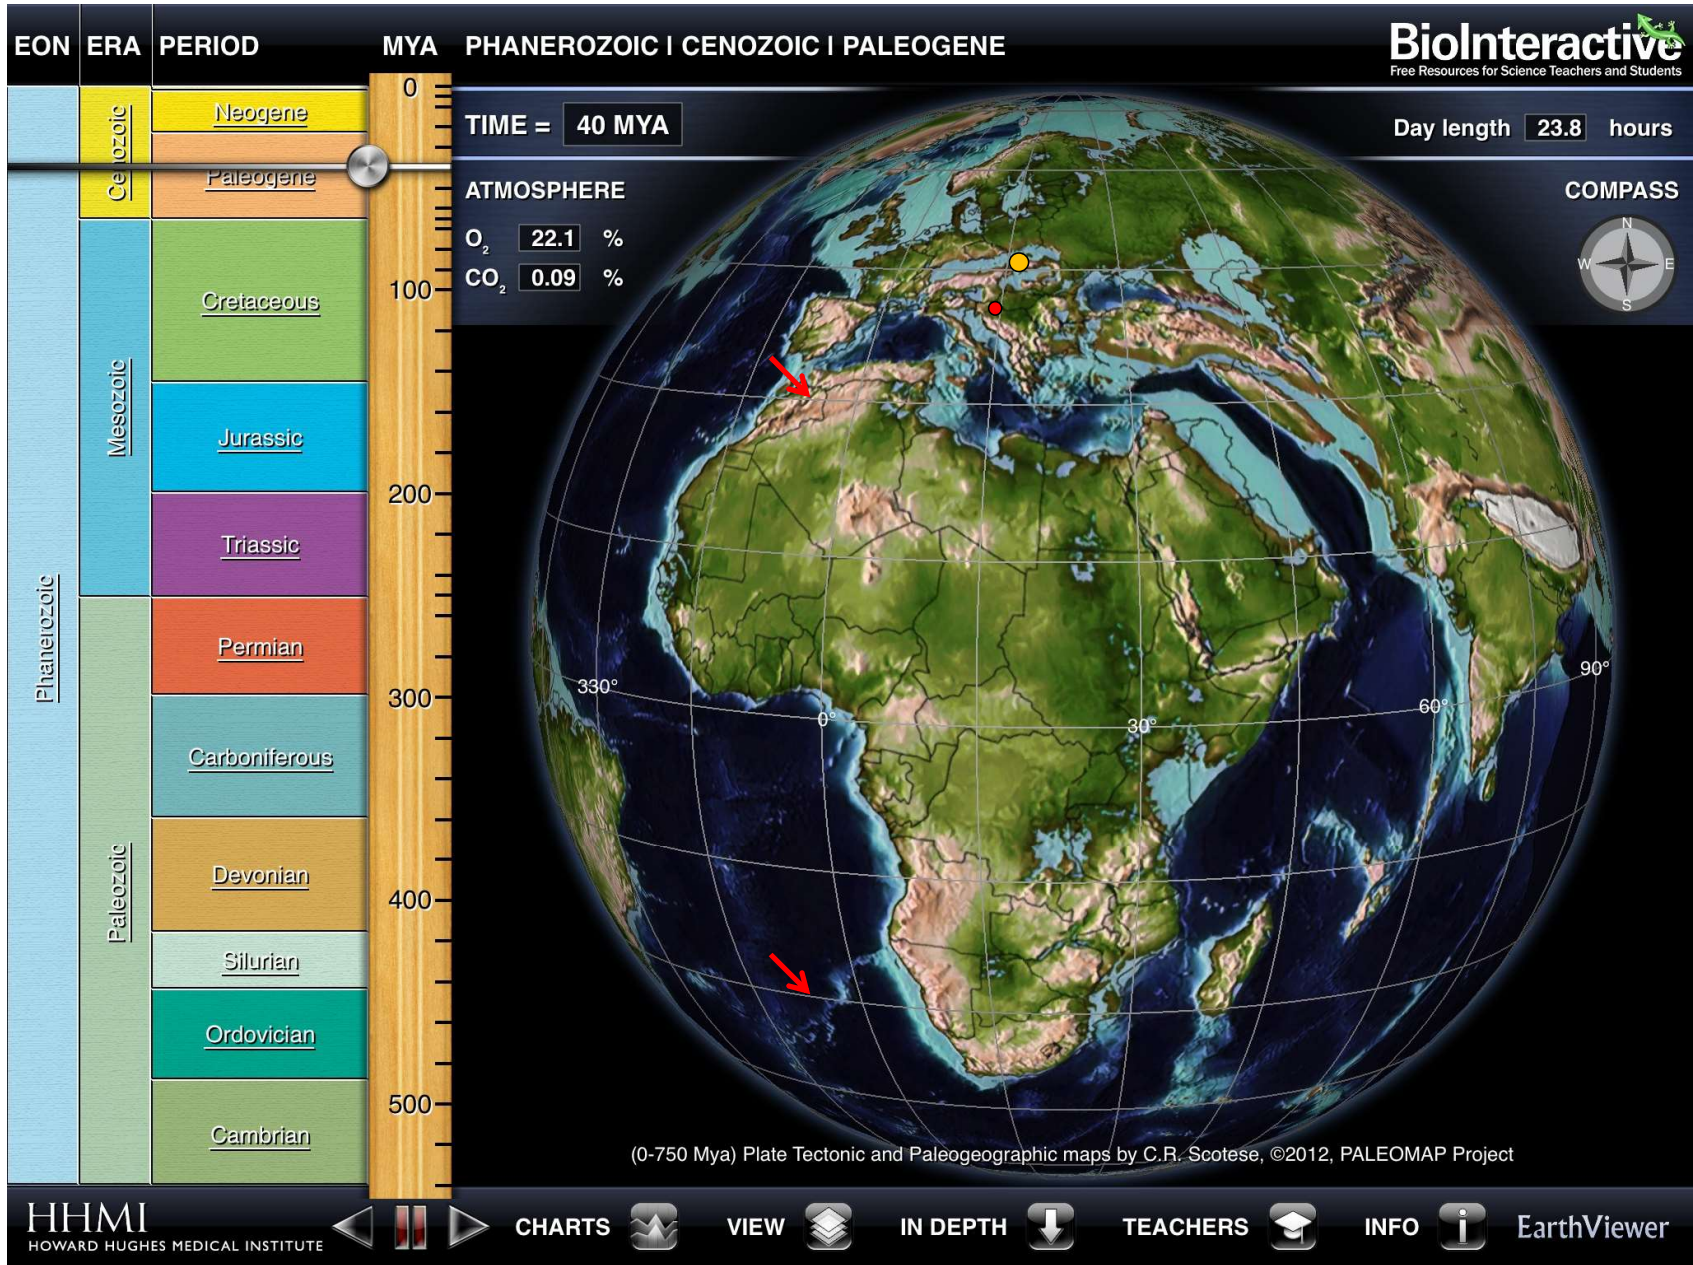 EON ERA PERIOD MYA PHANEROZOIC I CENOZOIC I PALEOGENE
BioInteractive
Free Resources for Science Teachers and Students
TIME = 40 MYA
Day length 23.8 hours
ATMOSPHERE
O₂ 22.1 %
CO₂ 0.09 %
COMPASS
N
W E
S
Phanerozoic
Cenozoic
Mesozoic
Paleozoic
Neogene
Paleogene
Cretaceous
Jurassic
Triassic
Permian
Carboniferous
Devonian
Silurian
Ordovician
Cambrian
0
100
200
300
400
500
330° 0° 30° 60° 90°
(0-750 Mya) Plate Tectonic and Paleogeographic maps by C.R. Scotese, ©2012, PALEOMAP Project
HHMI
HOWARD HUGHES MEDICAL INSTITUTE
CHARTS VIEW IN DEPTH TEACHERS INFO i EarthViewer